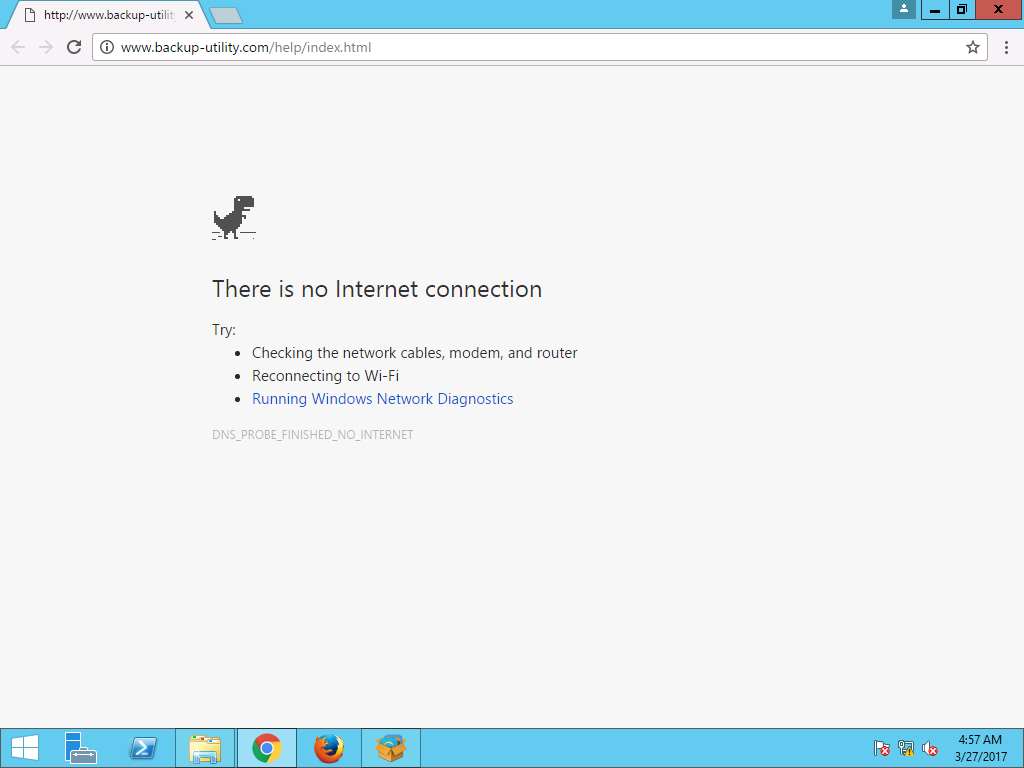 http://www.backup-utilit
www.backup-utility.com/help/index.html
There is no Internet connection
Try:
Checking the network cables, modem, and router
Reconnecting to Wi-Fi
Running Windows Network Diagnostics
DNS_PROBE_FINISHED_NO_INTERNET
4:57 AM
3/27/2017